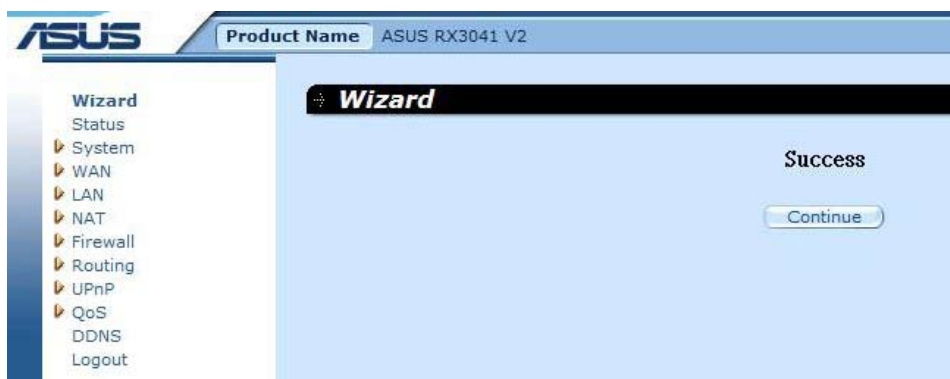 ASUS
Product Name ASUS RX3041 V2
Wizard
Status
System
WAN
LAN
NAT
Firewall
Routing
UPnP
QoS
DDNS
Logout
Wizard
Success
Continue